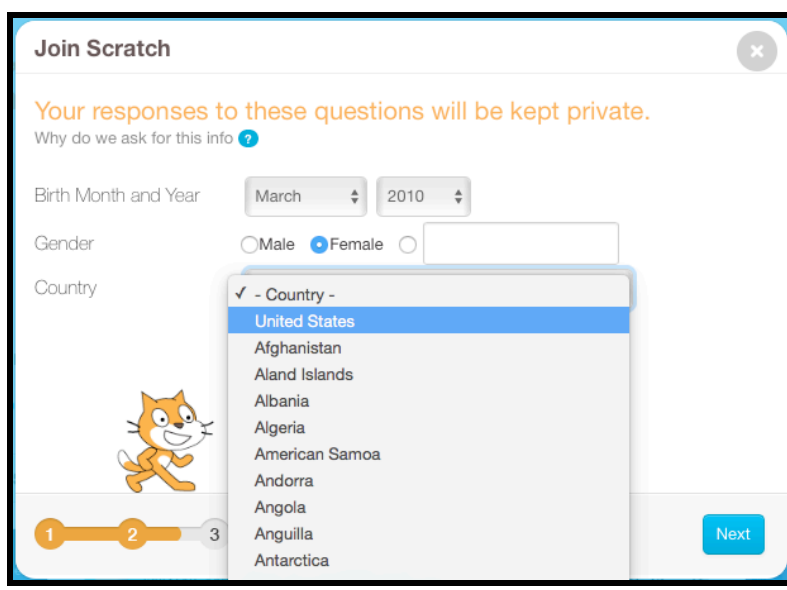 Join Scratch
×
Your responses to these questions will be kept private.
Why do we ask for this info ?
Birth Month and Year March 2010
Gender Male Female
Country
✓ - Country -
United States
Afghanistan
Aland Islands
Albania
Algeria
American Samoa
Andorra
Angola
Anguilla
Antarctica
1 2 3
Next